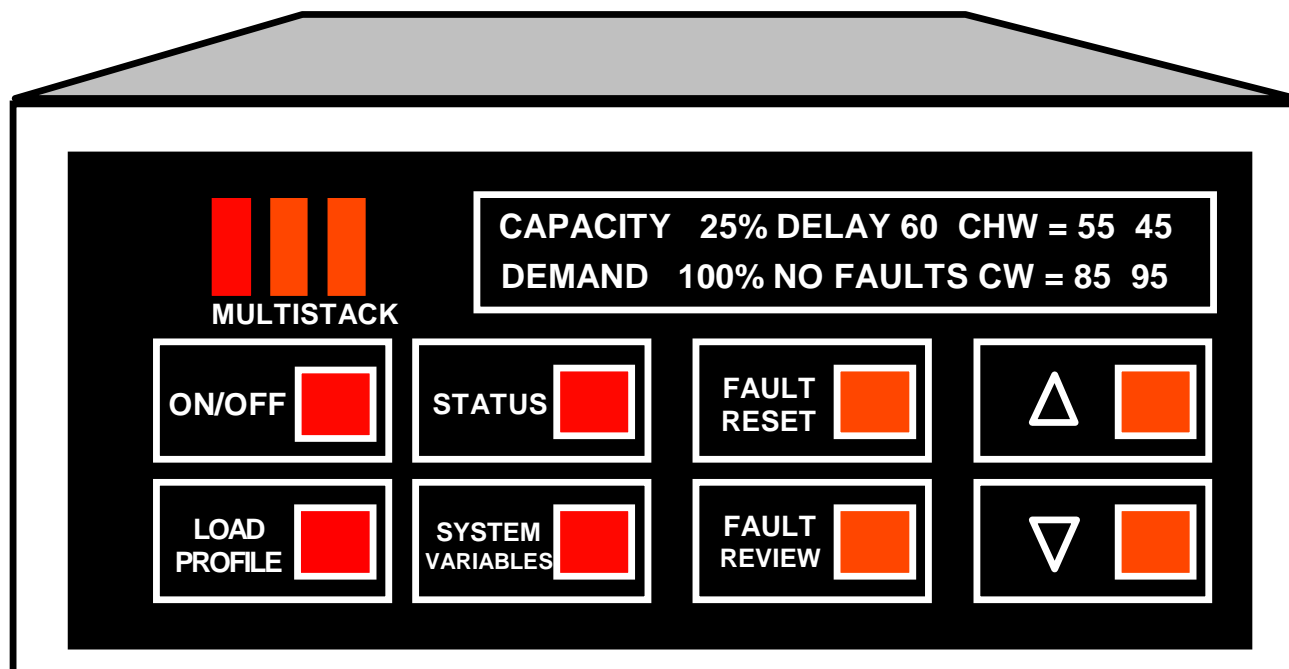 CAPACITY 25% DELAY 60 CHW = 55 45
DEMAND 100% NO FAULTS CW = 85 95
MULTISTACK
ON/OFF
STATUS
FAULT
RESET
LOAD
PROFILE
SYSTEM
VARIABLES
FAULT
REVIEW